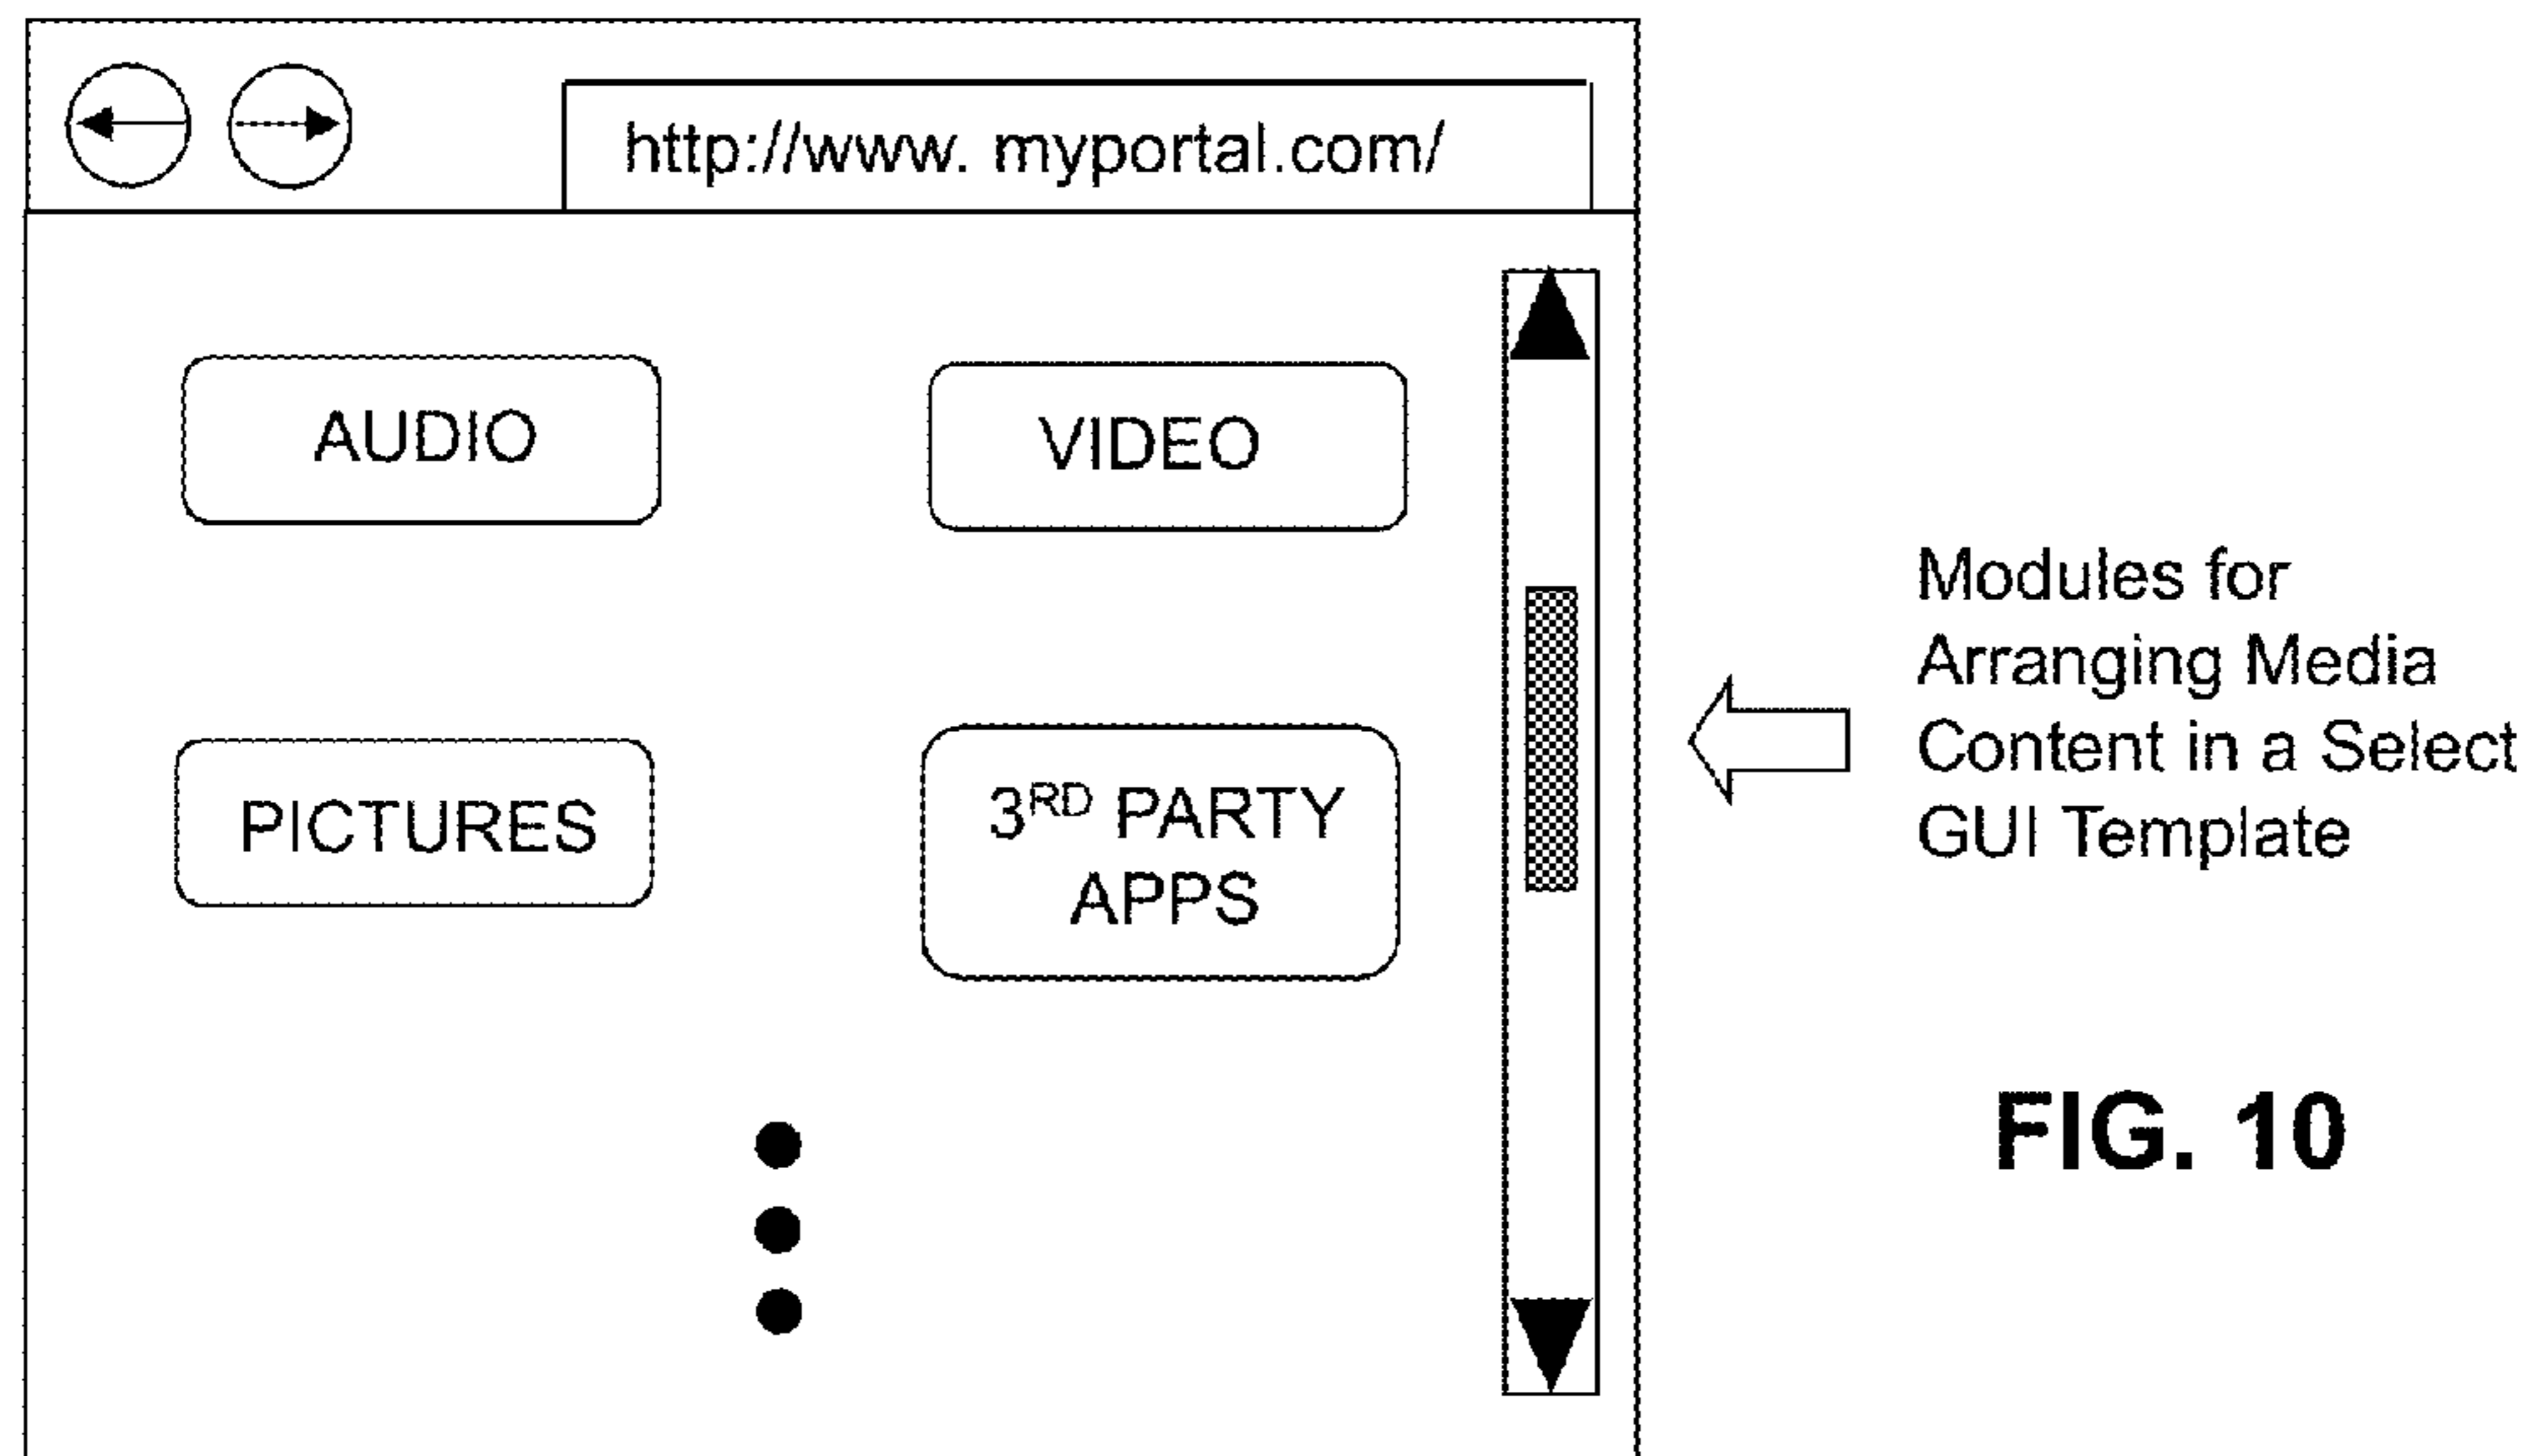 http://www. myportal.com/
AUDIO
VIDEO
PICTURES
3RD PARTY
APPS
Modules for
Arranging Media
Content in a Select
GUI Template
FIG. 10